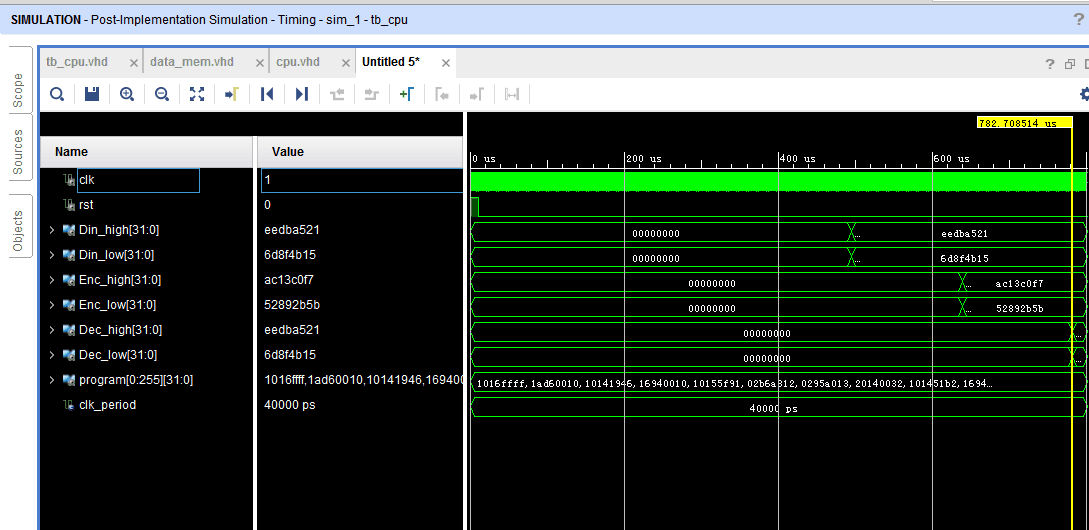 SIMULATION - Post-Implementation Simulation - Timing - sim_1 - tb_cpu ?
Scope
Sources
Objects
tb_cpu.vhd × data_mem.vhd × cpu.vhd × Untitled 5* × ?
782.708514 us
Name Value 0 us 200 us 400 us 600 us
clk 1
rst 0
Din_high[31:0] eedba521 00000000 ... eedba521
Din_low[31:0] 6d8f4b15 00000000 ... 6d8f4b15
Enc_high[31:0] ac13c0f7 00000000 ... ac13c0f7
Enc_low[31:0] 52892b5b 00000000 ... 52892b5b
Dec_high[31:0] eedba521 00000000 ...
Dec_low[31:0] 6d8f4b15 00000000 ...
program[0:255][31:0] 1016ffff,1ad60010,10141946,169400 1016ffff,1ad60010,10141946,16940010,10155f91,02b6a812,0295a013,20140032,101451b2,1694...
clk_period 40000 ps 40000 ps